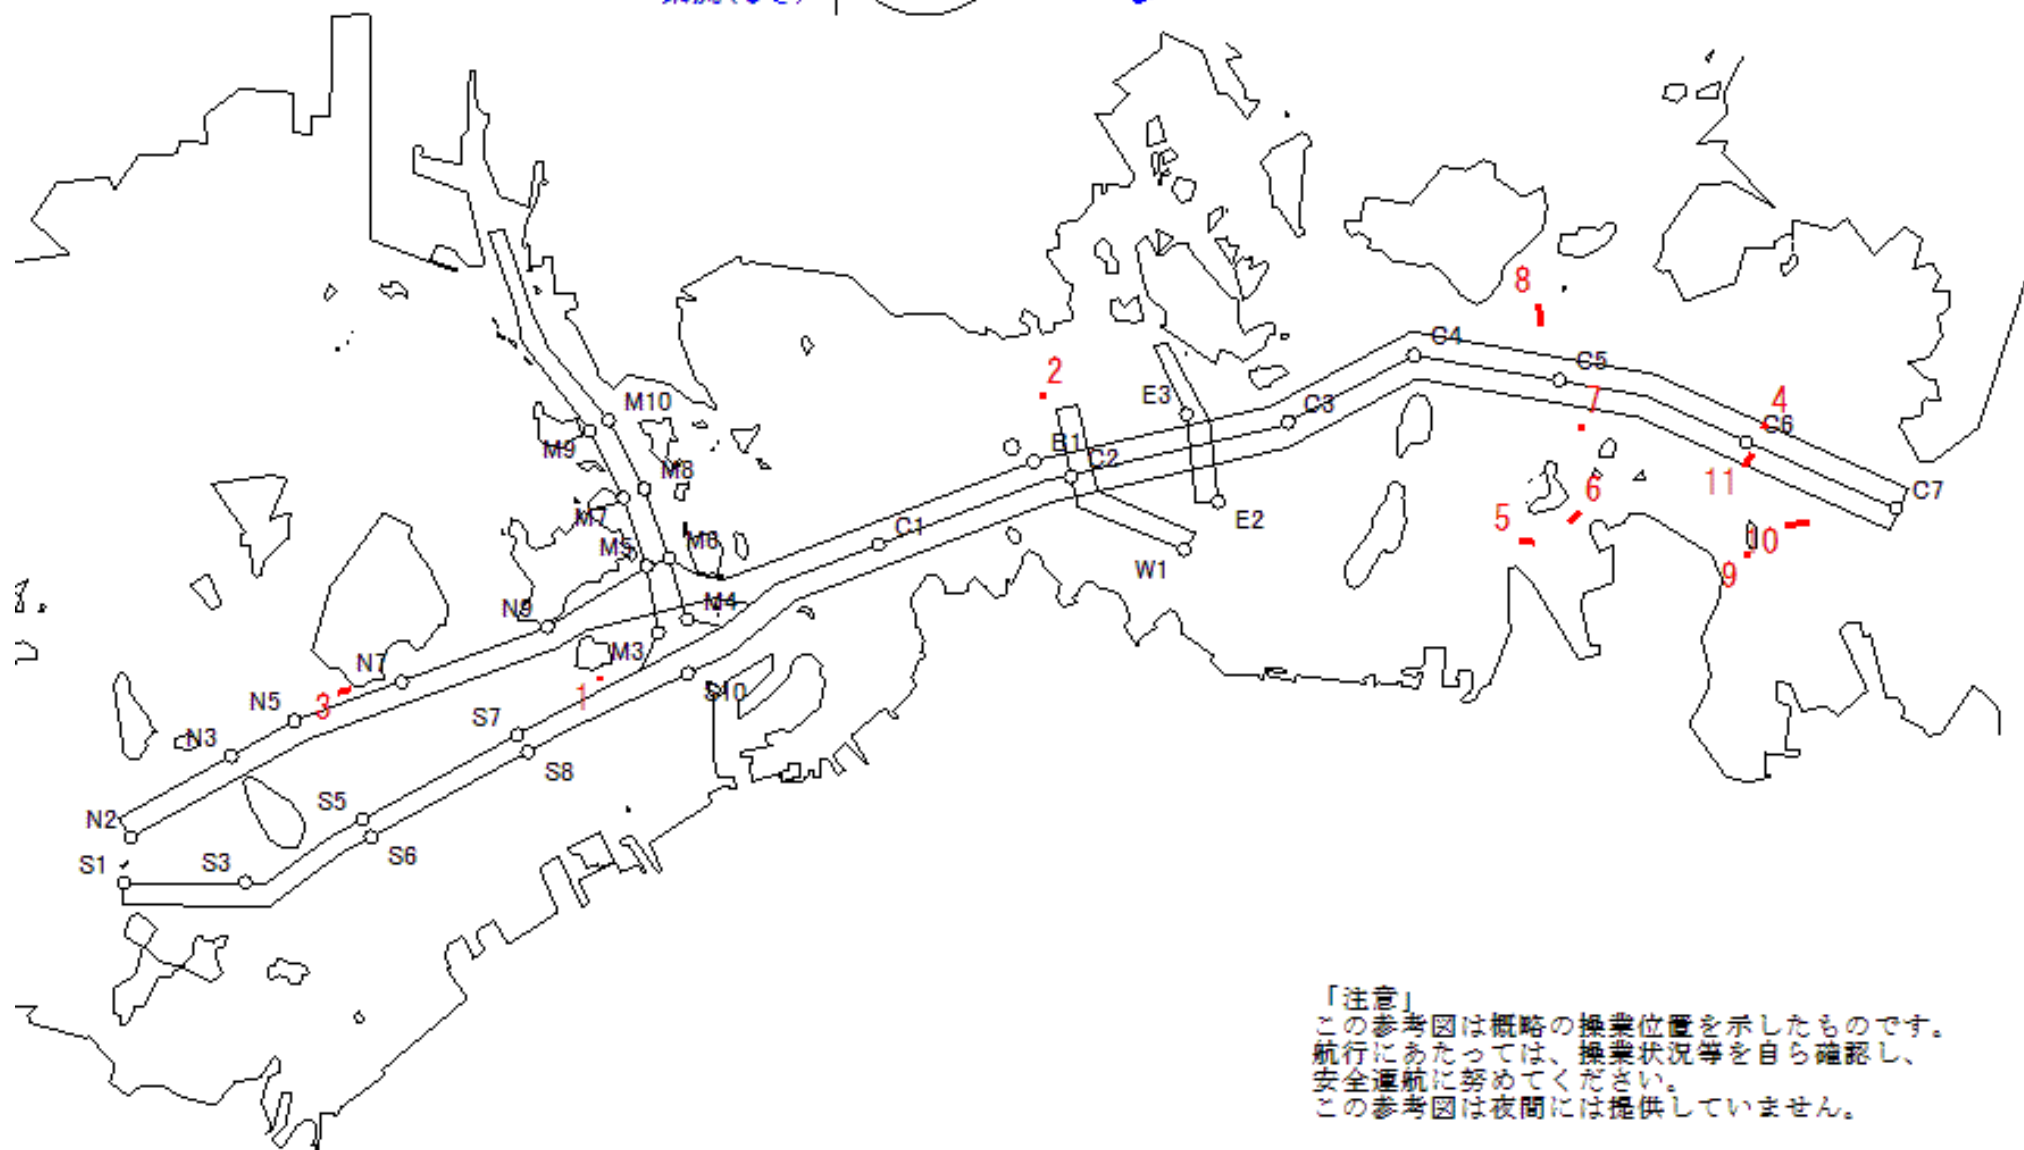 8
C4
C5
2
E3
7
4
C6
M10
C3
M9
B1
M8
C2
11
6
C7
M7
C1
5
E2
M5
M6
10
W1
9
N9
M4
M3
N7
1
S10
3
N5
S7
N3
S8
S5
N2
S6
S1
S3
「注意」
この参考図は概略の操業位置を示したものです。
航行にあたっては、操業状況等を自ら確認し、
安全運航に努めてください。
この参考図は夜間には提供していません。